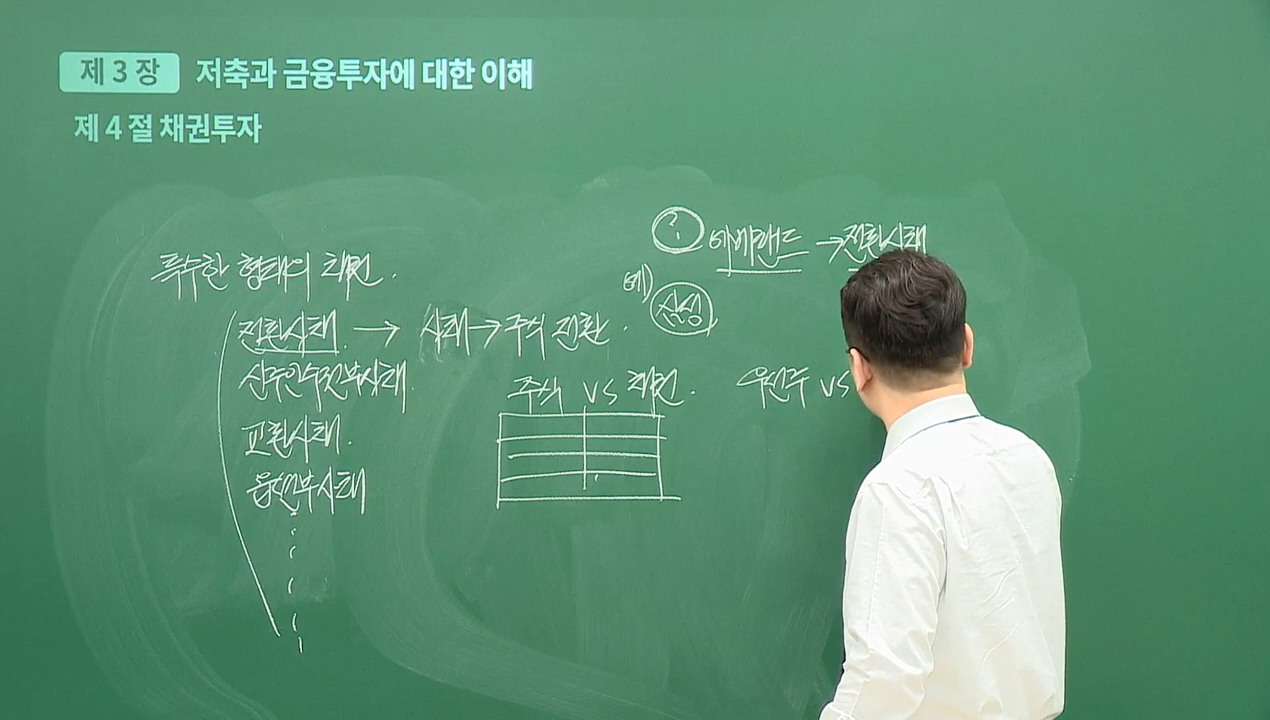 제 3 장 저축과 금융투자에 대한 이해
제 4 절 채권투자
특수한 형태의 채권.
전환사채 → 사채→주식 전환.
신주인수권부사채.
교환사채.
옵션부사채
? 에버랜드 →전환사채
예) 삼성
주식 VS 채권.
우선주 VS